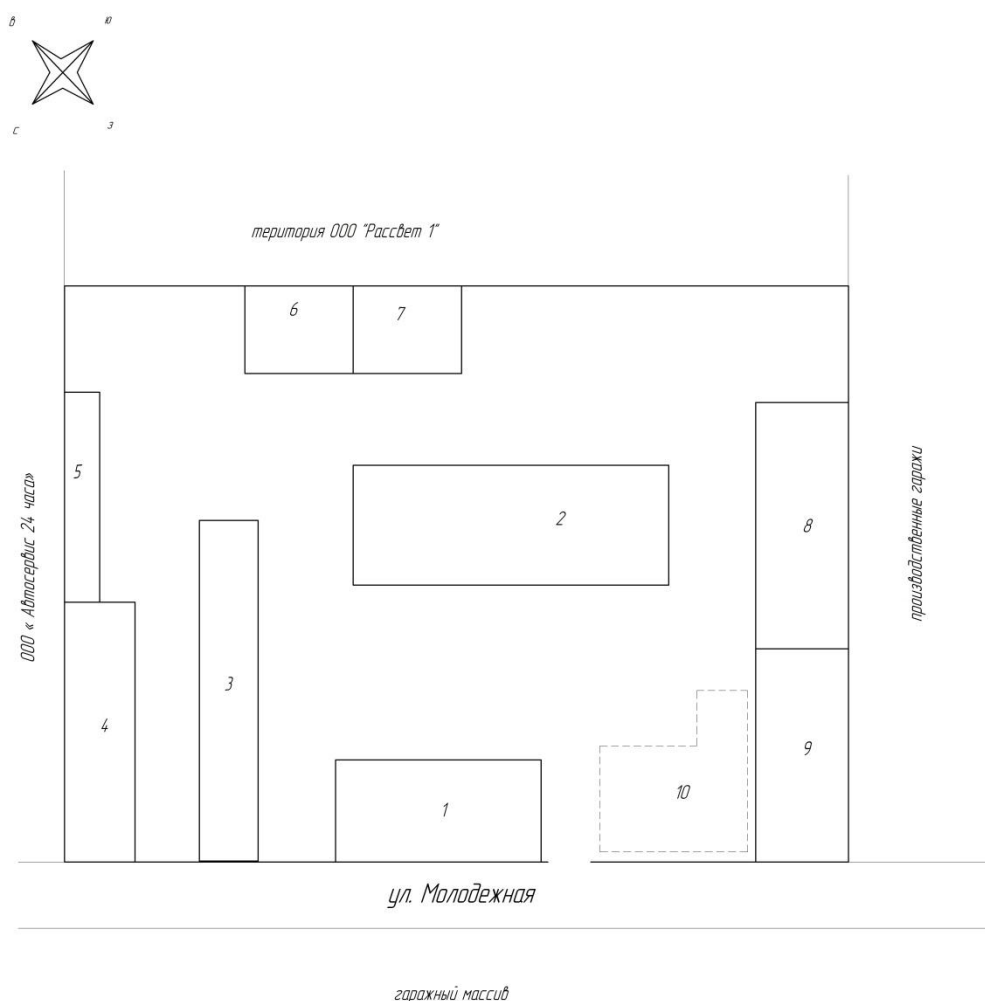 в ю
с з
територия ООО "Рассвет 1"
6 7
5
2
8
ООО « Автосервис 24 часа»
производственные гаражи
3
4
9
10
1
ул. Молодежная
гаражный массив